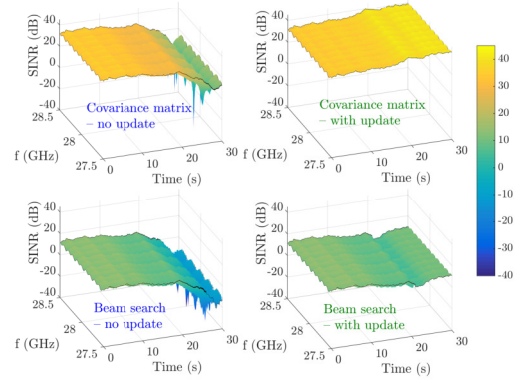 SINR (dB)
40
20
0
-20
-40
28.5
28
27.5
f (GHz)
0
10
20
30
Time (s)
Covariance matrix
– no update
SINR (dB)
40
20
0
-20
-40
28.5
28
27.5
f (GHz)
0
10
20
30
Time (s)
Covariance matrix
– with update
SINR (dB)
40
20
0
-20
-40
28.5
28
27.5
f (GHz)
0
10
20
30
Time (s)
Beam search
– no update
SINR (dB)
40
20
0
-20
-40
28.5
28
27.5
f (GHz)
0
10
20
30
Time (s)
Beam search
– with update
40
30
20
10
0
-10
-20
-30
-40